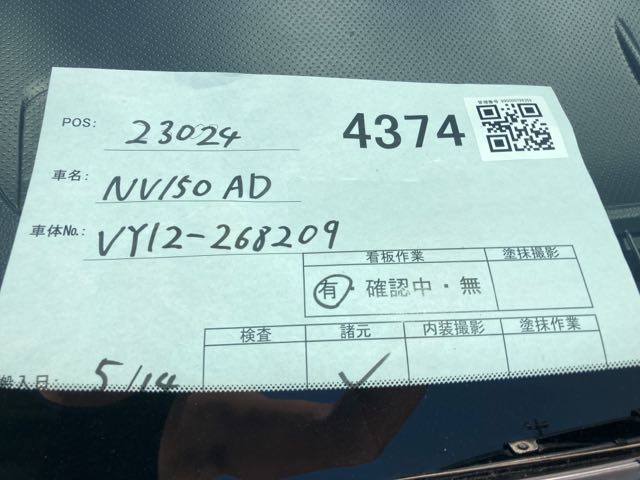 POS: 23024
4374
車名: NV150 AD
車体No.: VY12-268209
看板作業 塗抹撮影
有・確認中・無
検査 諸元 内装撮影 塗抹作業
搬入日: 5/14